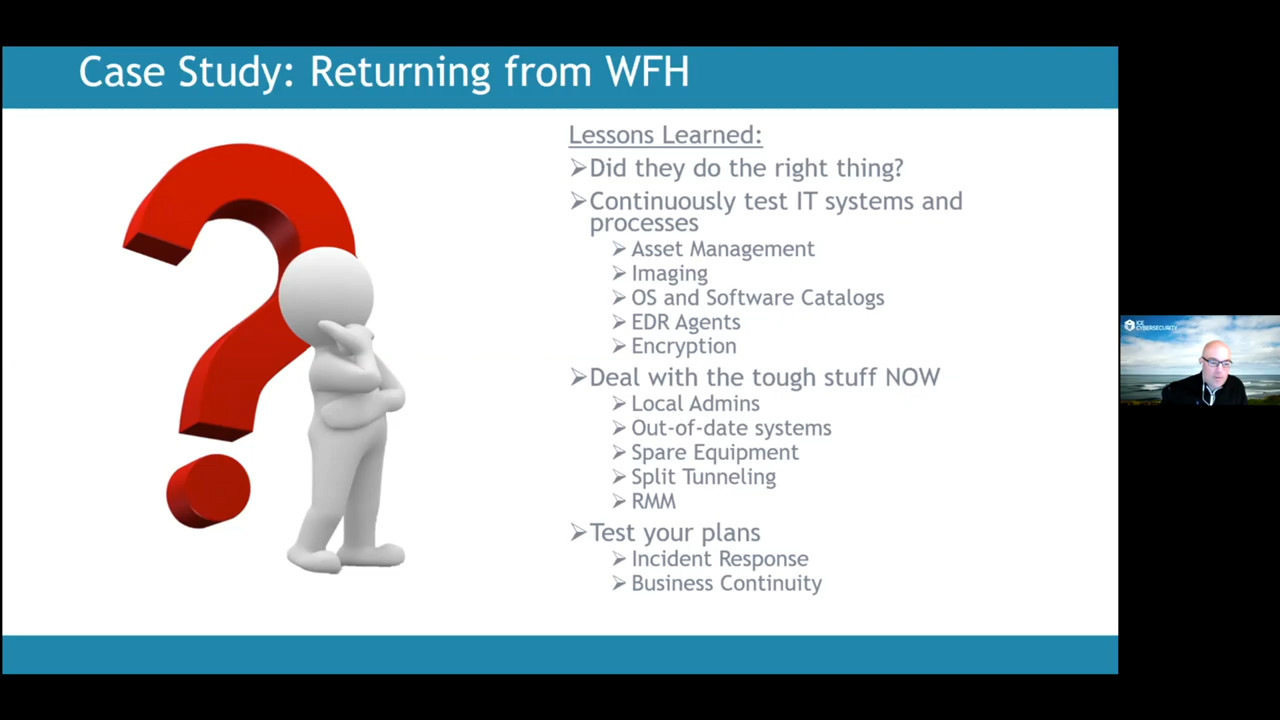 Case Study: Returning from WFH
Lessons Learned:
Did they do the right thing?
Continuously test IT systems and
processes
Asset Management
Imaging
OS and Software Catalogs
EDR Agents
Encryption
Deal with the tough stuff NOW
Local Admins
Out-of-date systems
Spare Equipment
Split Tunneling
RMM
Test your plans
Incident Response
Business Continuity
ICE
CYBERSECURITY